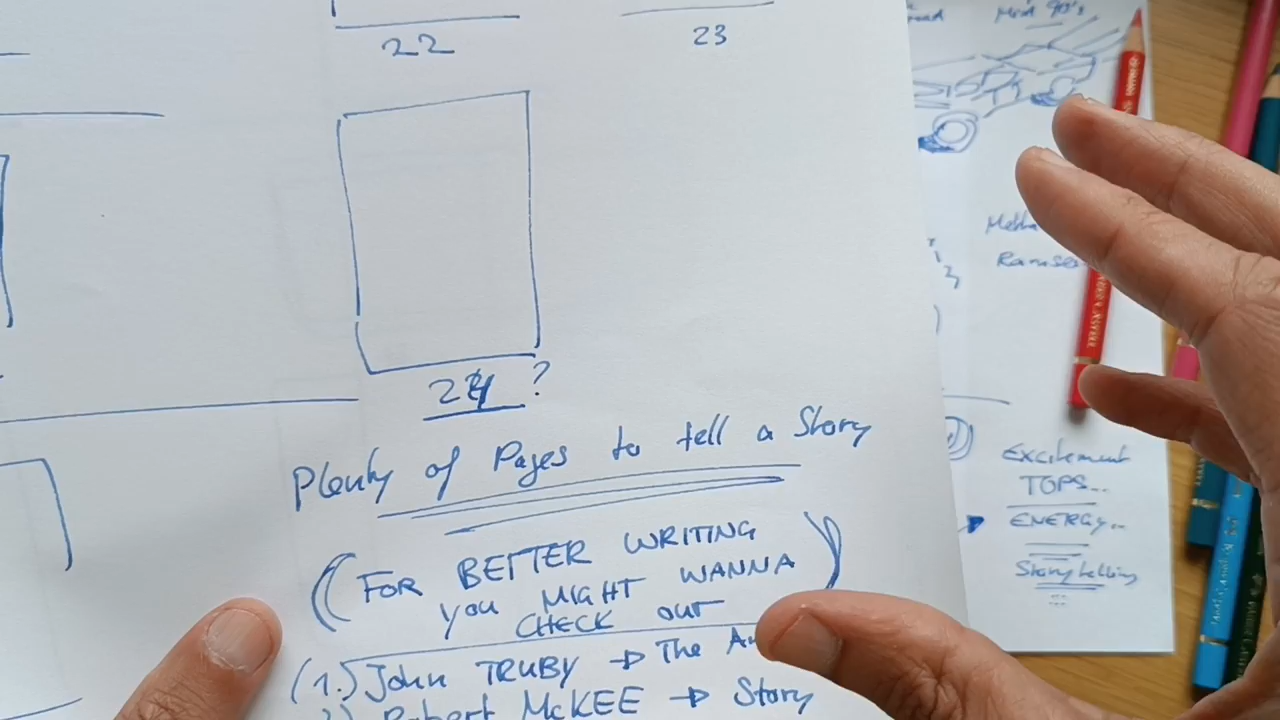 22
23
24 ?
Plenty of Pages to tell a Story
(FOR BETTER WRITING
you MIGHT WANNA
CHECK OUT)
(1.) John TRUBY → The
2) Robert McKEE → Story
Mid 90's
Excitement
TOPS...
ENERGY...
Storytelling
...